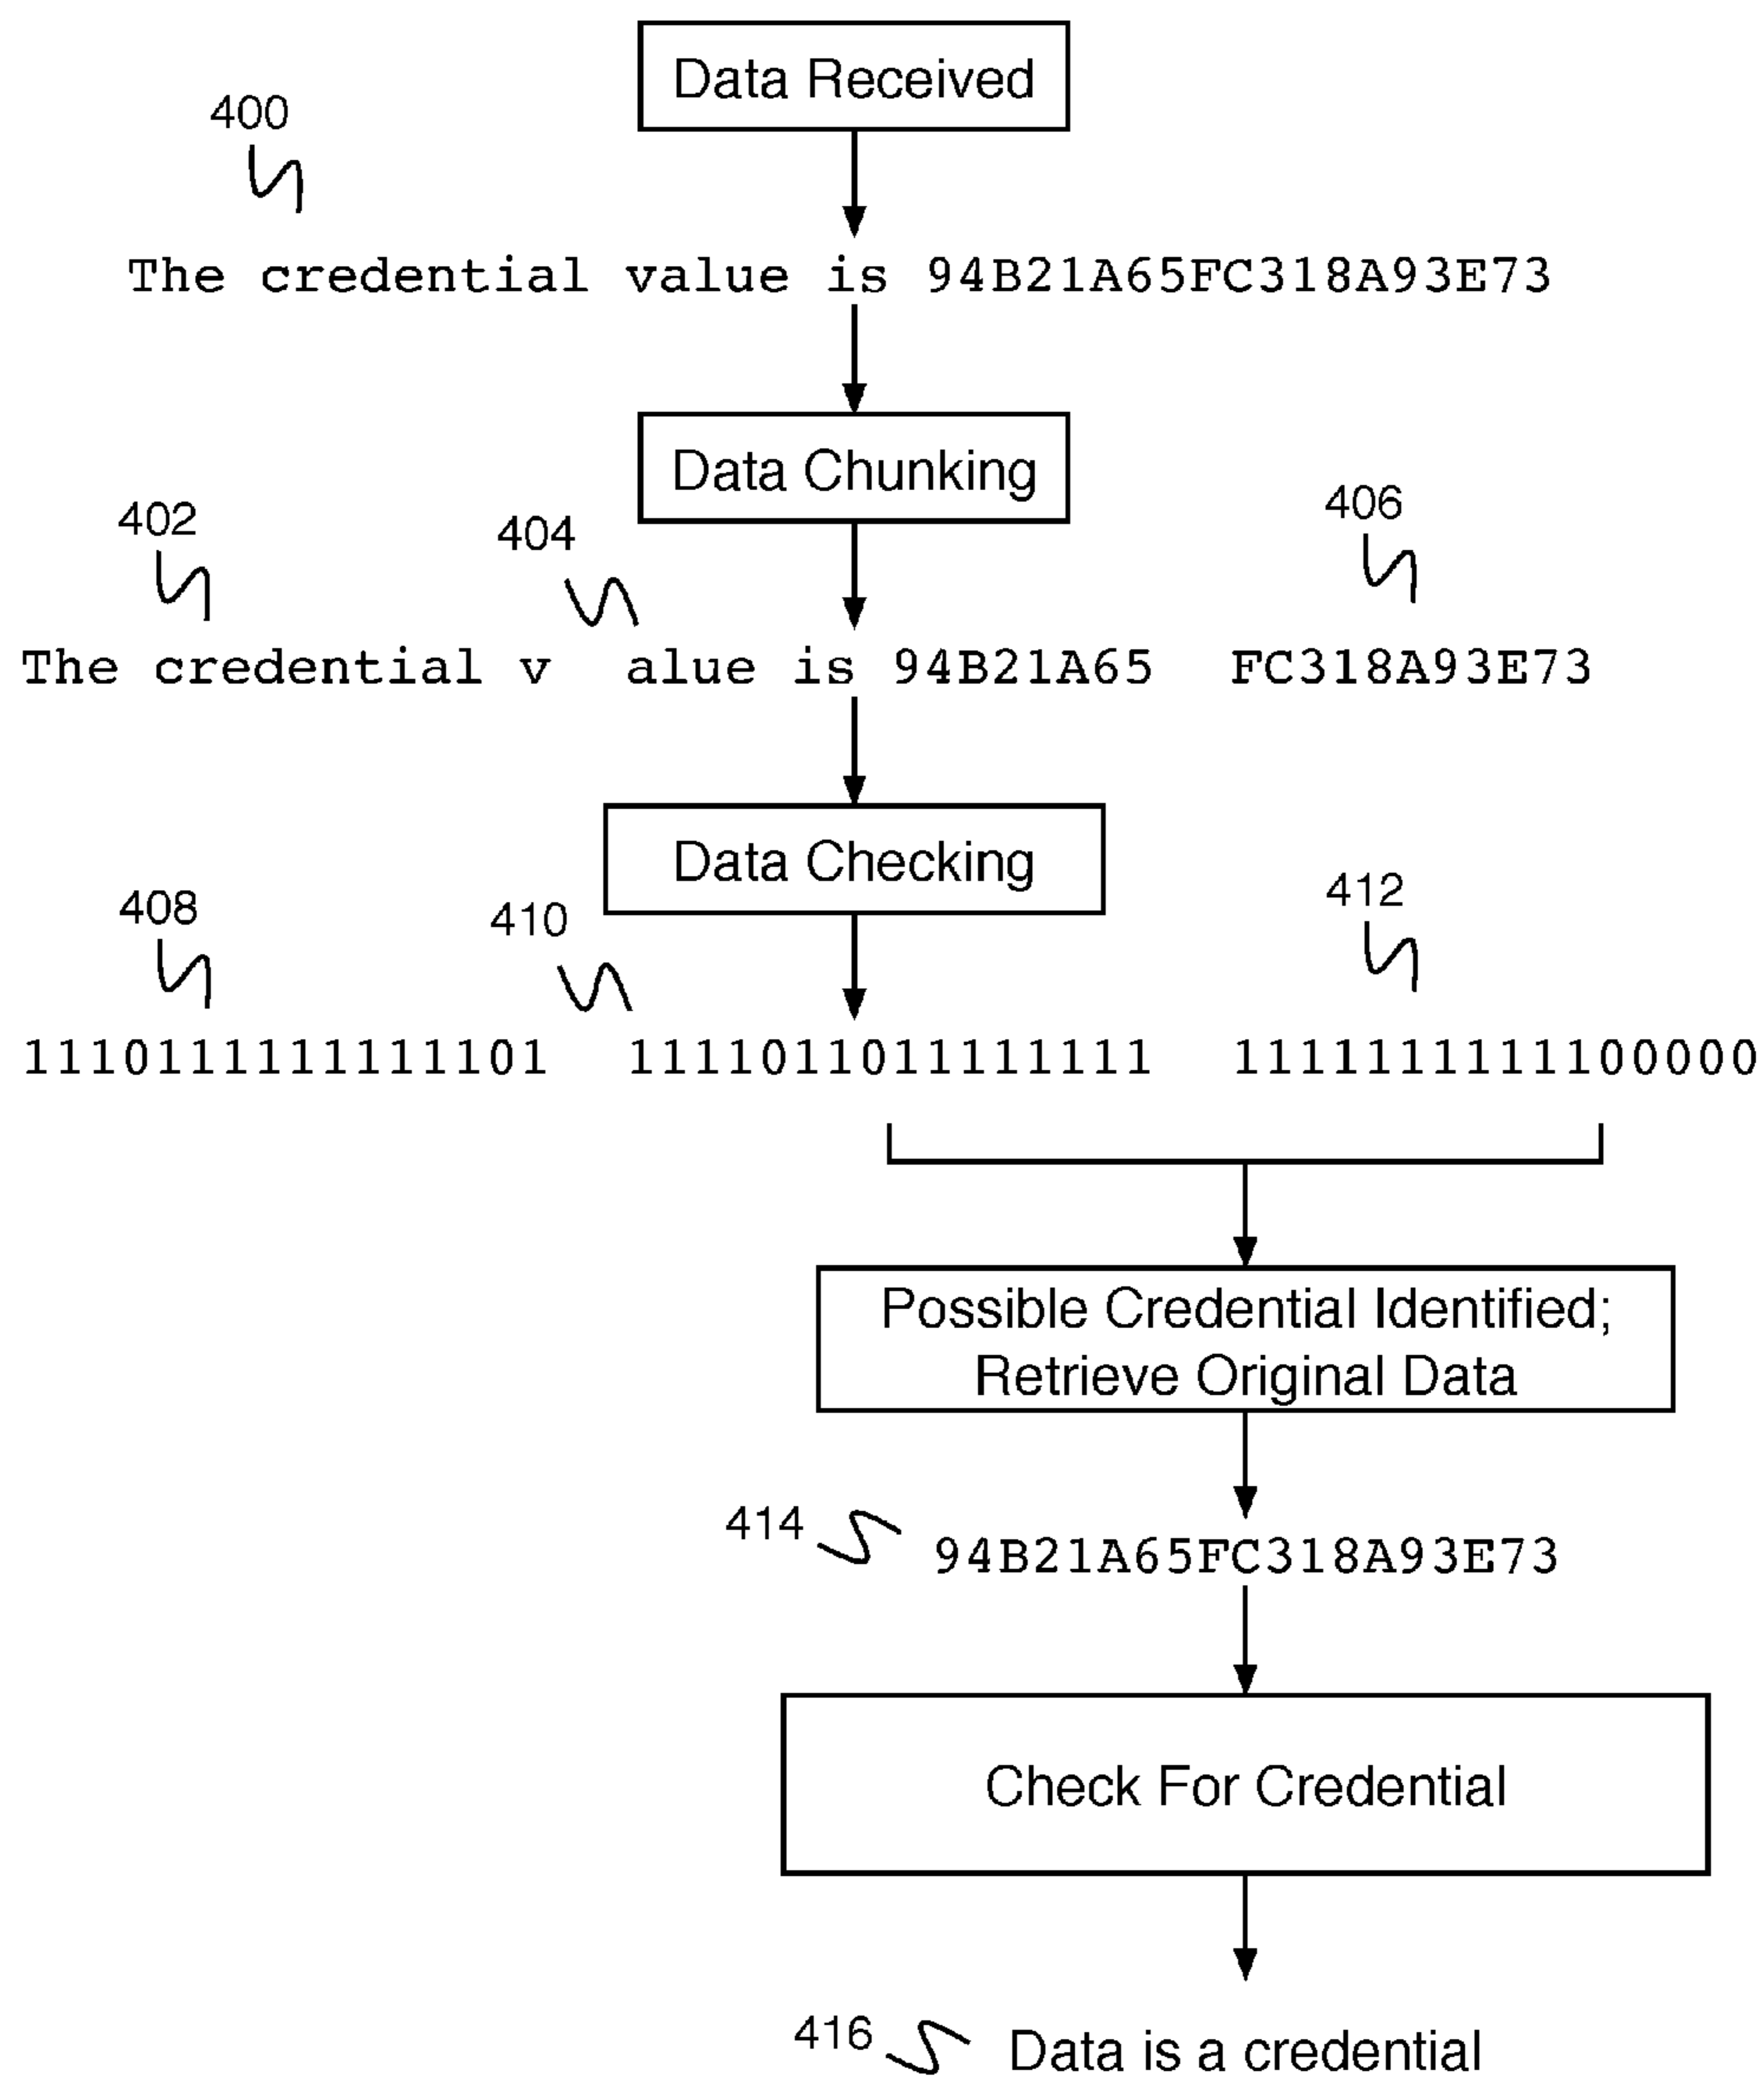 Data Received
400
The credential value is 94B21A65FC318A93E73
Data Chunking
402 404 406
The credential v alue is 94B21A65 FC318A93E73
Data Checking
408 410 412
1110111111111101 1111011011111111 1111111111100000
Possible Credential Identified;
Retrieve Original Data
414 94B21A65FC318A93E73
Check For Credential
416 Data is a credential